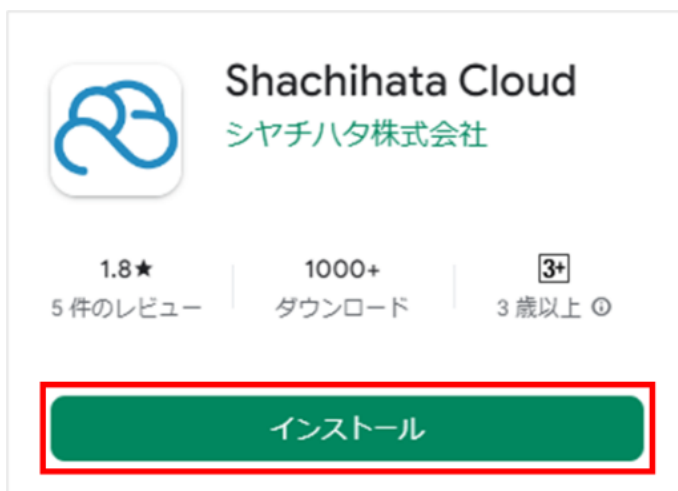 Shachihata Cloud
シヤチハタ株式会社
1.8★
5 件のレビュー
1000+
ダウンロード
3+
3 歳以上
インストール